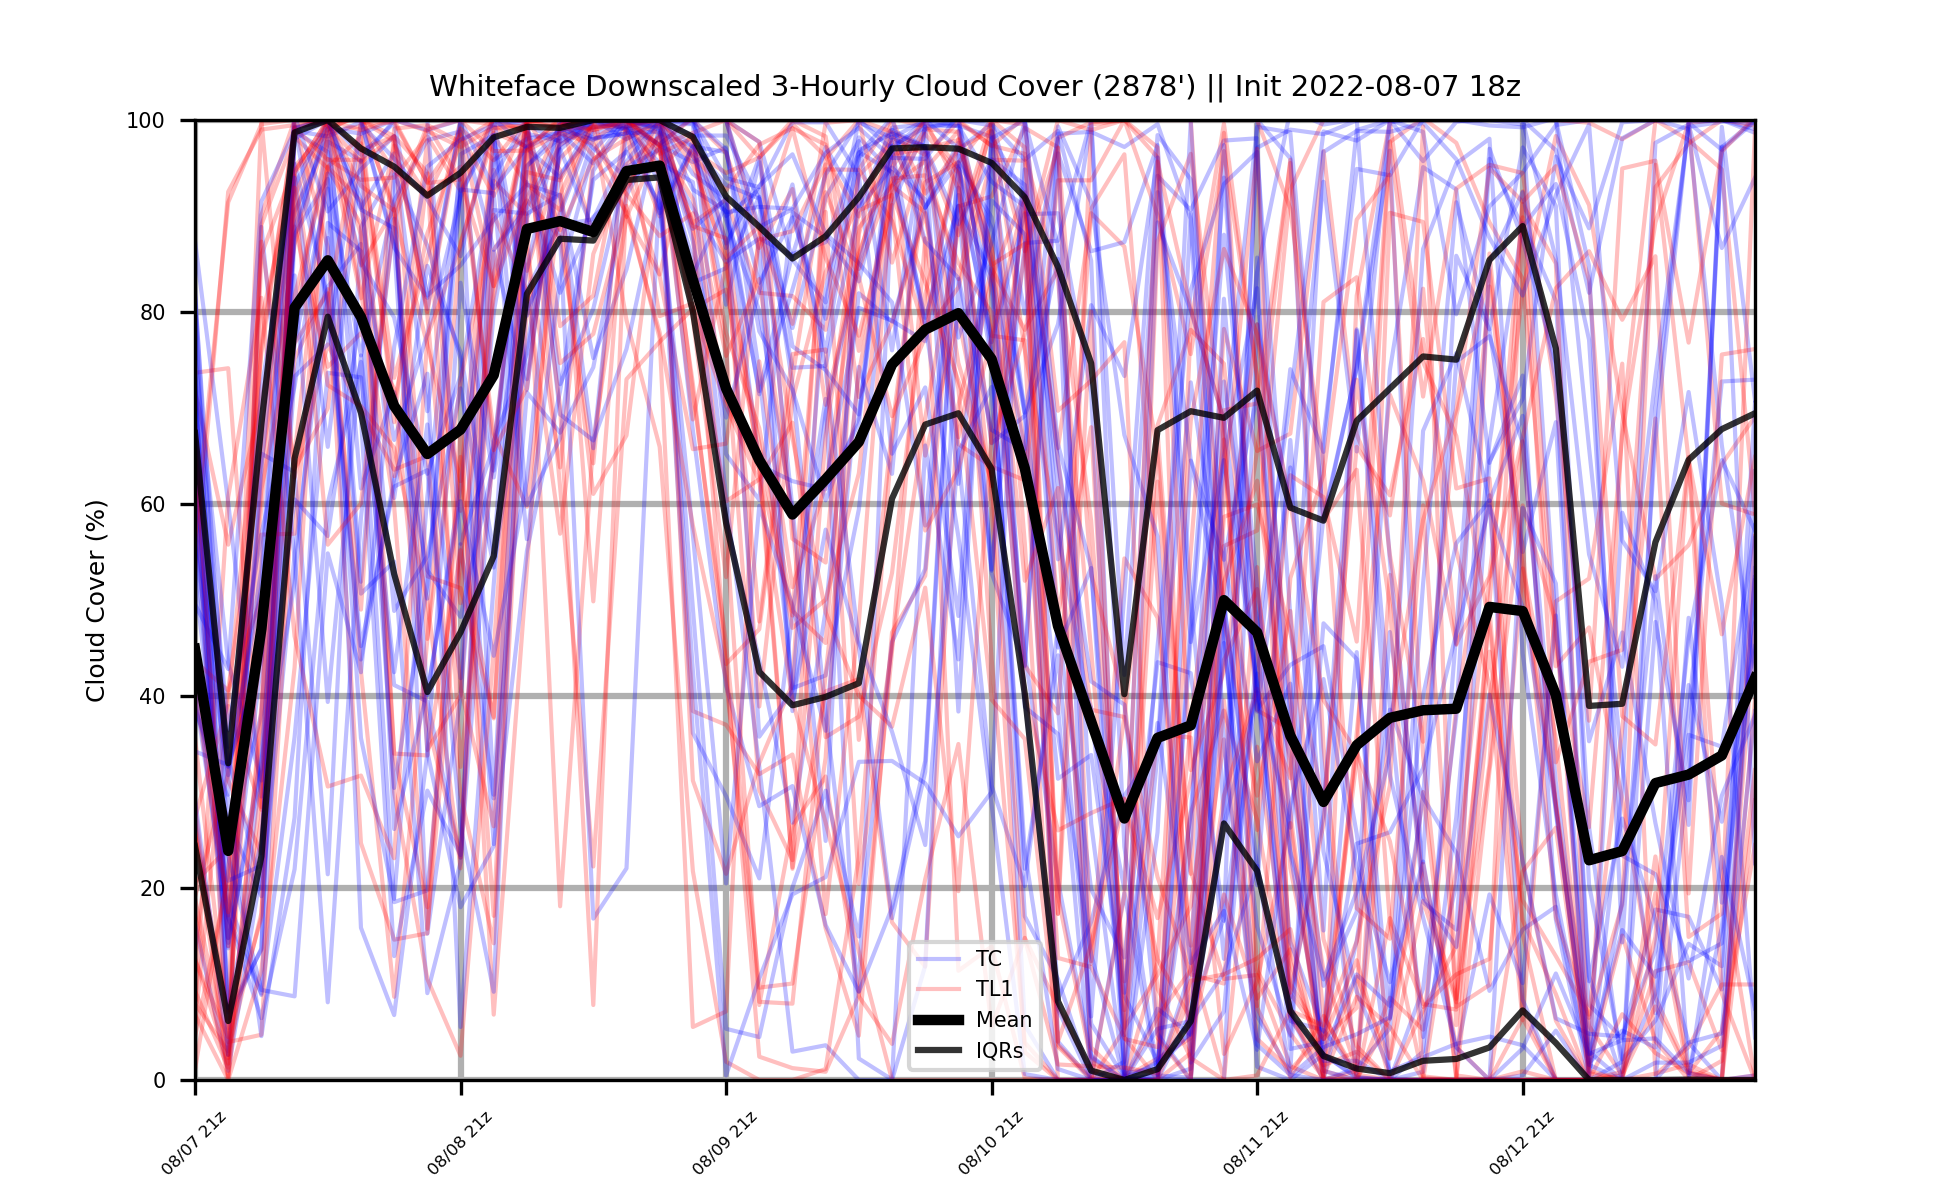 Whiteface Downscaled 3-Hourly Cloud Cover (2878') || Init 2022-08-07 18z
100
80
60
40
20
0
Cloud Cover (%)
TC
TL1
Mean
IQRs
08/07 21z
08/08 21z
08/09 21z
08/10 21z
08/11 21z
08/12 21z